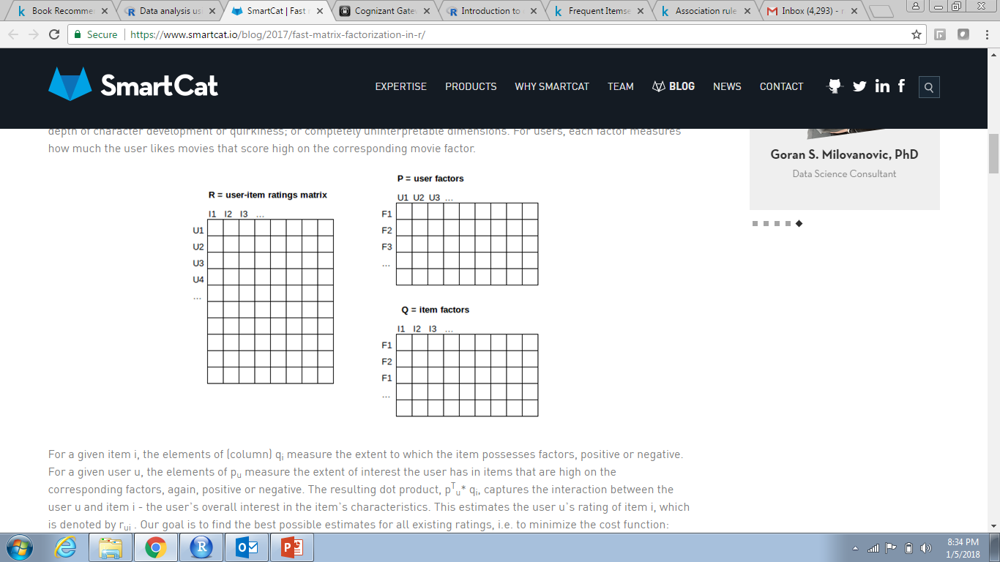 Book Recomme
Data analysis us
SmartCat | Fast
Cognizant Gate
Introduction to
Frequent Itemse
Association rule
Inbox (4,293) - r
Secure
https://www.smartcat.io/blog/2017/fast-matrix-factorization-in-r/
SmartCat
EXPERTISE
PRODUCTS
WHY SMARTCAT
TEAM
BLOG
NEWS
CONTACT
depth of character development or quirkiness; or completely uninterpretable dimensions. For users, each factor measures
how much the user likes movies that score high on the corresponding movie factor.
Goran S. Milovanovic, PhD
Data Science Consultant
R = user-item ratings matrix
I1 I2 I3 ...
U1
U2
U3
U4
...
P = user factors
U1 U2 U3 ...
F1
F2
F3
...
Q = item factors
I1 I2 I3 ...
F1
F2
F1
...
For a given item i, the elements of (column) qi measure the extent to which the item possesses factors, positive or negative.
For a given user u, the elements of pu measure the extent of interest the user has in items that are high on the
corresponding factors, again, positive or negative. The resulting dot product, pTu* qi, captures the interaction between the
user u and item i - the user`s overall interest in the item`s characteristics. This estimates the user u`s rating of item i, which
is denoted by rui . Our goal is to find the best possible estimates for all existing ratings, i.e. to minimize the cost function:
8:34 PM
1/5/2018